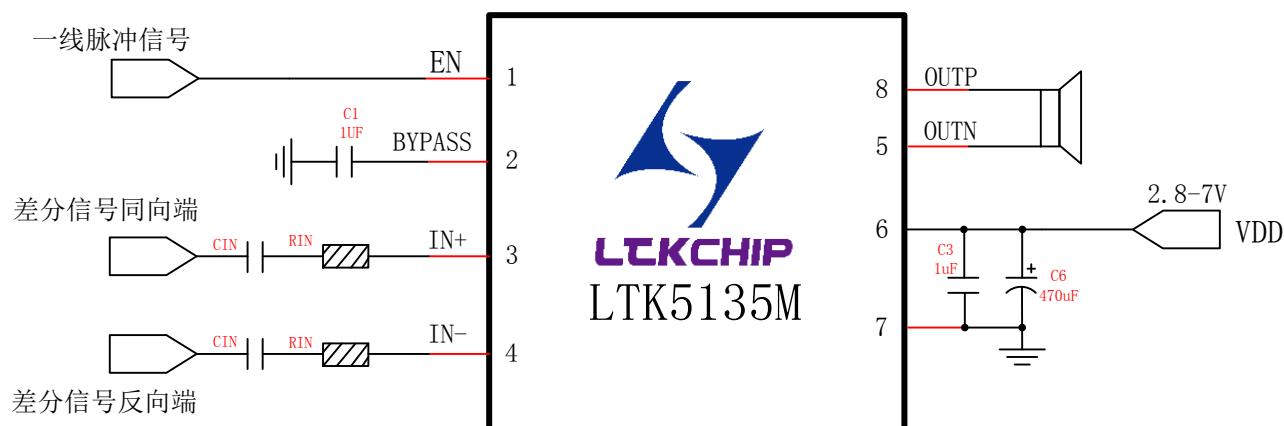 一线脉冲信号
EN
1
C1
1UF
BYPASS
2
差分信号同向端
CIN
RIN
IN+
3
CIN
RIN
IN-
4
差分信号反向端
LTKCHIP
LTK5135M
8
OUTP
5
OUTN
2.8-7V
6
VDD
C3
1uF
+
C6
470uF
7